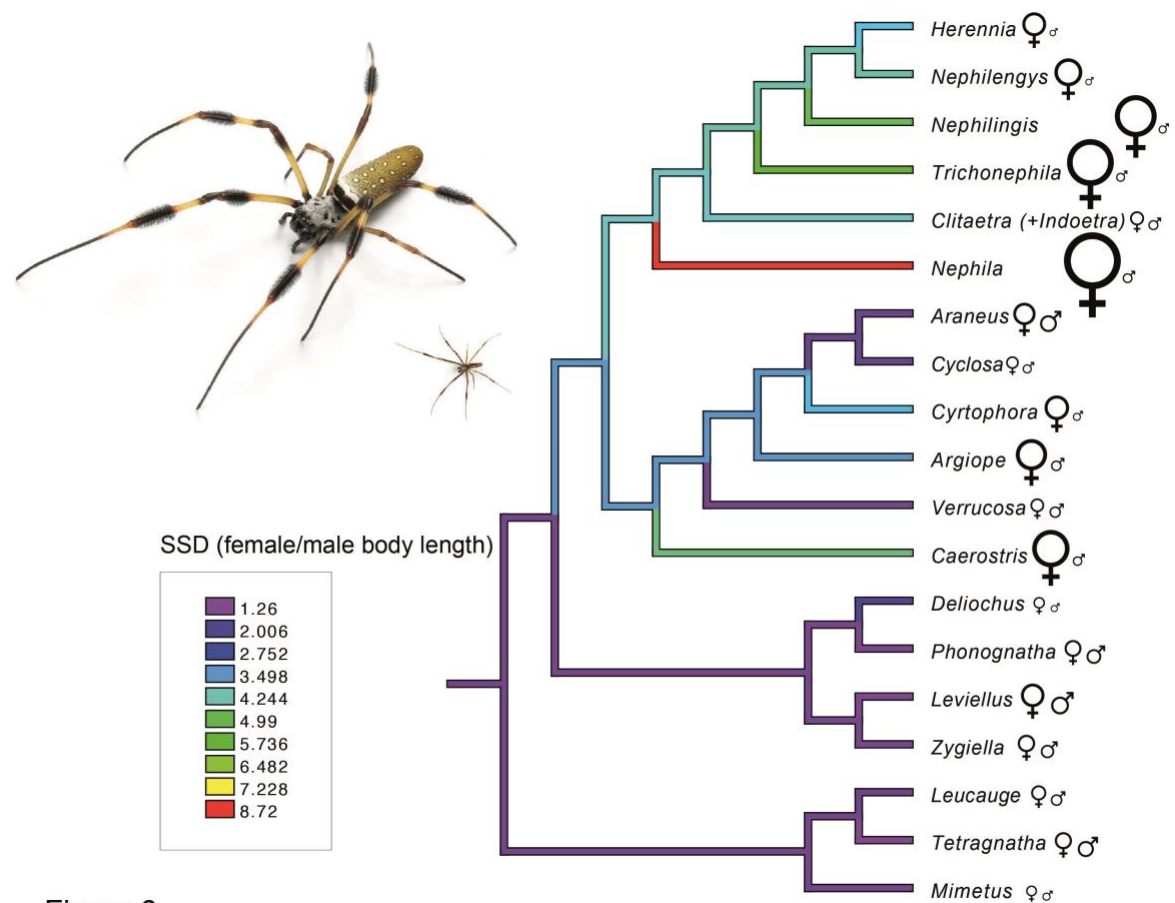 Herennia ♀♂
Nephilengys ♀♂
Nephilingis ♀♂
Trichonephila ♀♂
Clitaetra (+Indoetra) ♀♂
Nephila ♀♂
Araneus ♀♂
Cyclosa ♀♂
Cyrtophora ♀♂
Argiope ♀♂
Verrucosa ♀♂
Caerostris ♀♂
Deliochus ♀♂
Phonognatha ♀♂
Leviellus ♀♂
Zygiella ♀♂
Leucauge ♀♂
Tetragnatha ♀♂
Mimetus ♀♂
SSD (female/male body length)
1.26
2.006
2.752
3.498
4.244
4.99
5.736
6.482
7.228
8.72